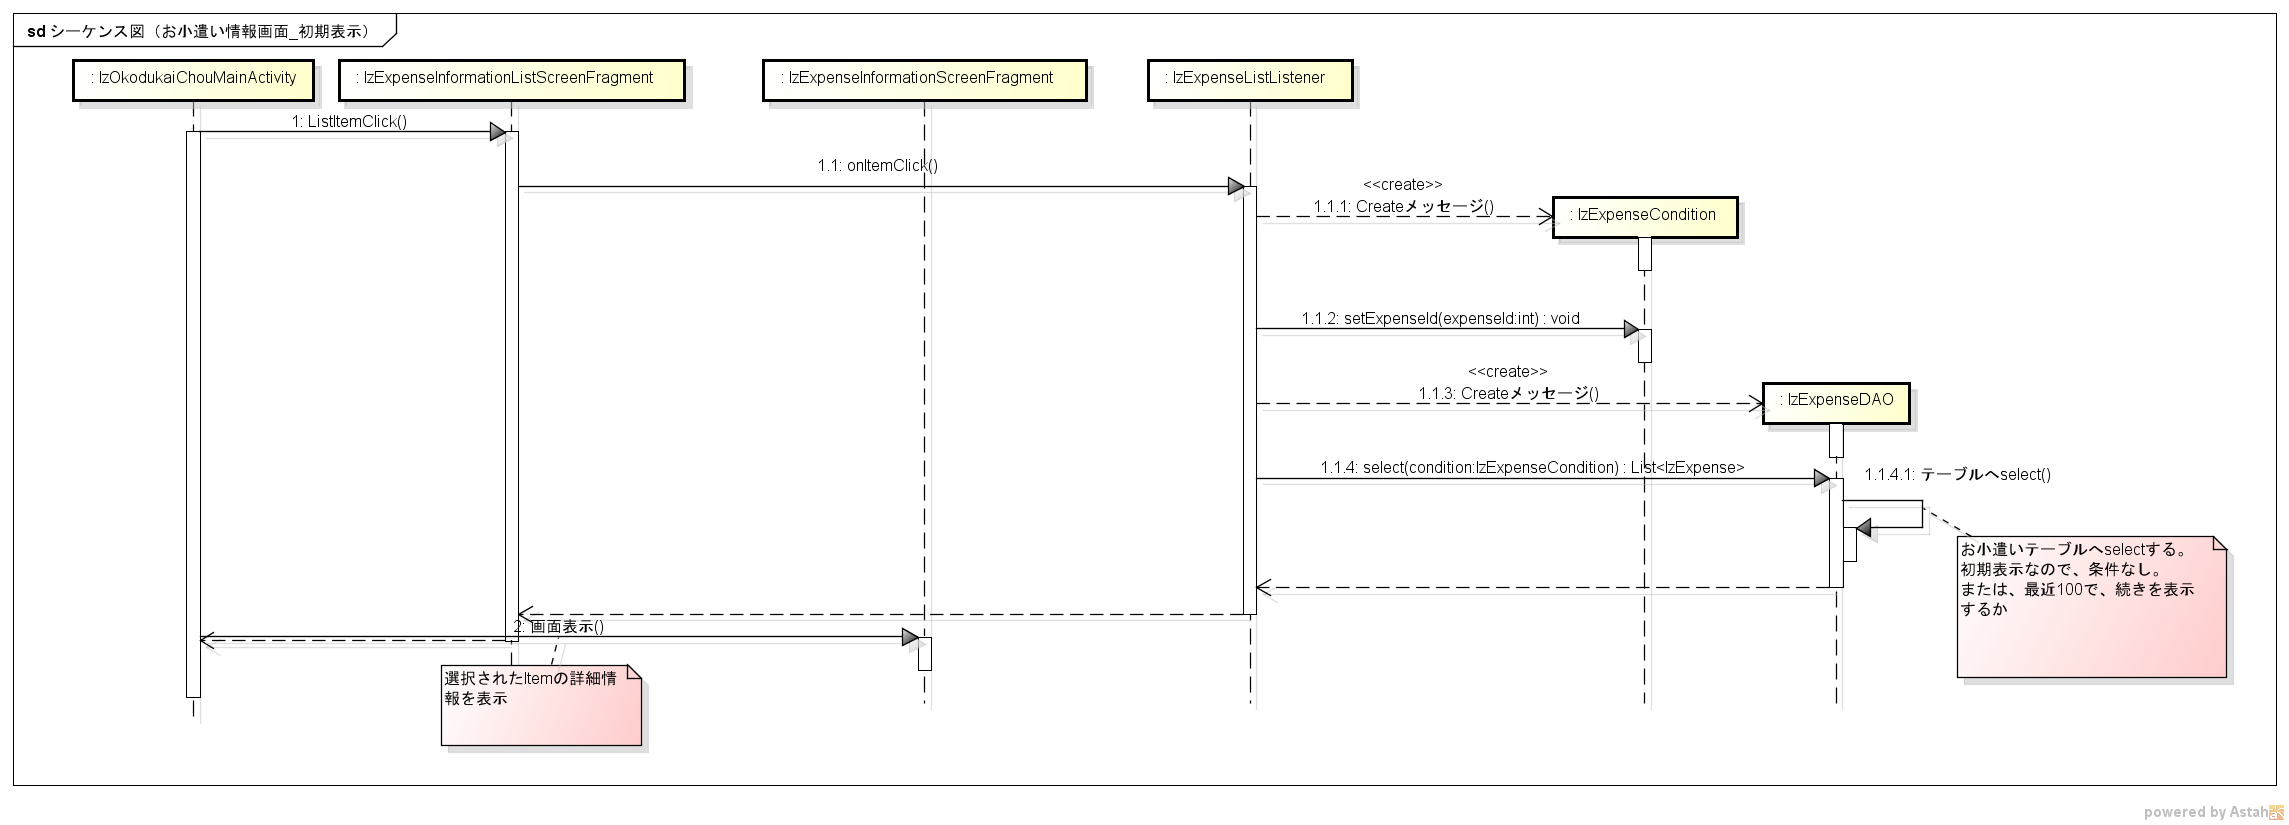 sd シーケンス図（お小遣い情報画面_初期表示）
: IzOkodukaiChouMainActivity
: IzExpenseInformationListScreenFragment
: IzExpenseInformationScreenFragment
: IzExpenseListListener
1: ListItemClick()
1.1: onItemClick()
<<create>>
1.1.1: Createメッセージ()
: IzExpenseCondition
1.1.2: setExpenseId(expenseId:int) : void
<<create>>
1.1.3: Createメッセージ()
: IzExpenseDAO
1.1.4: select(condition:IzExpenseCondition) : List<IzExpense>
1.1.4.1: テーブルへselect()
お小遣いテーブルへselectする。
初期表示なので、条件なし。
または、最近100で、続きを表示
するか
2: 画面表示()
選択されたItemの詳細情
報を表示
powered by Astah